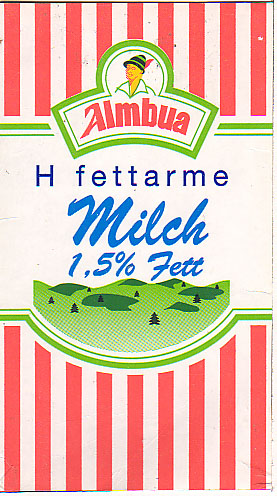 Almbua
H fettarme
Milch
1,5% Fett